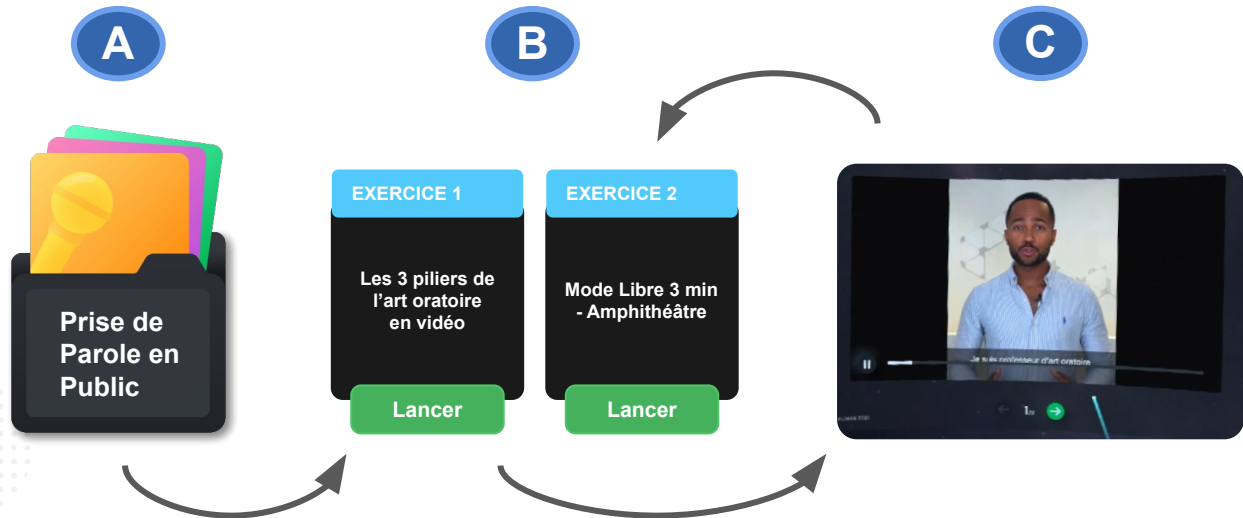 A
B
C
Prise de
Parole en
Public
EXERCICE 1
Les 3 piliers de
l'art oratoire
en vidéo
Lancer
EXERCICE 2
Mode Libre 3 min
- Amphithéâtre
Lancer
Je suis professeur d'art oratoire
1